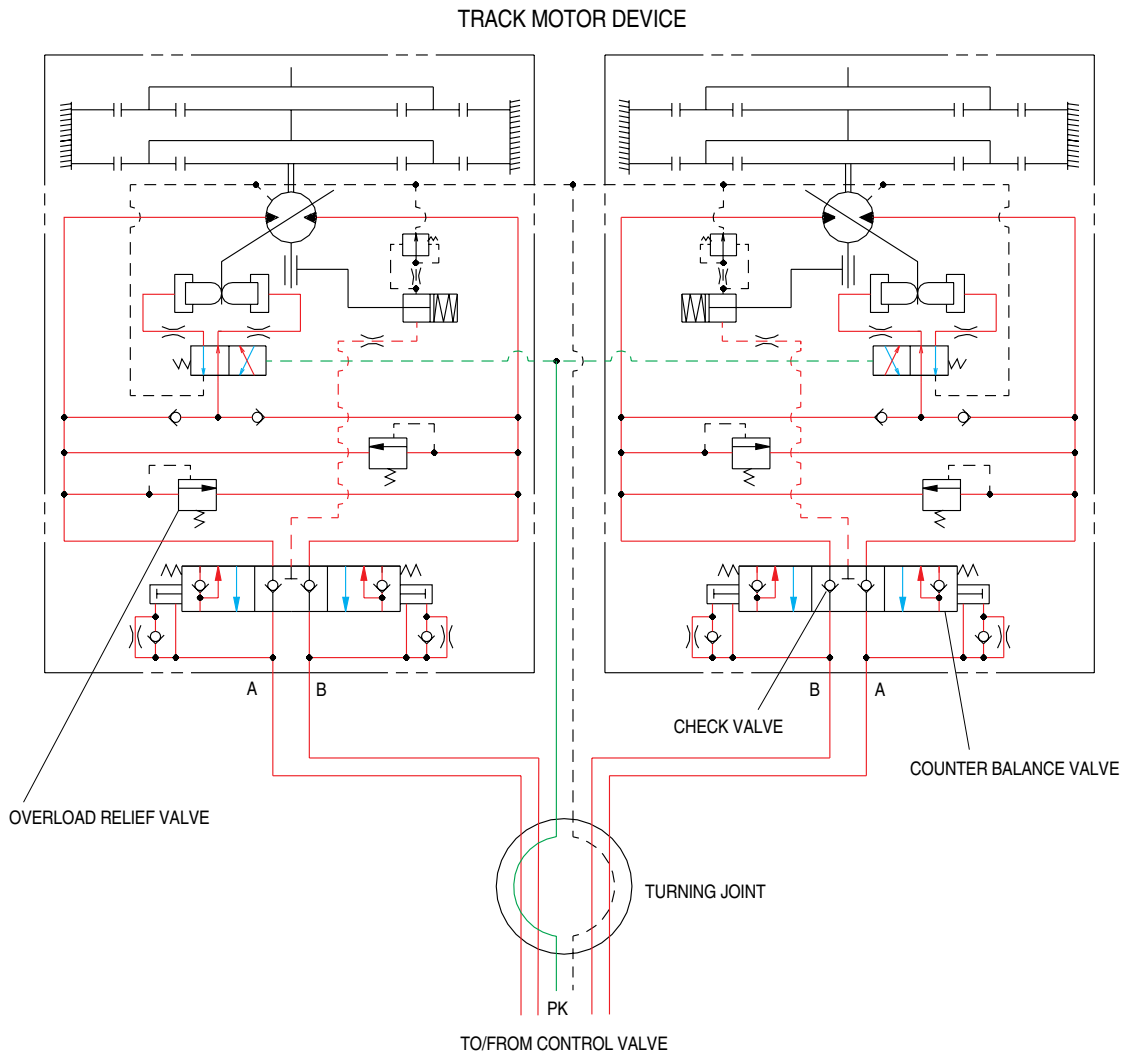 TRACK MOTOR DEVICE
A
B
B
A
CHECK VALVE
COUNTER BALANCE VALVE
OVERLOAD RELIEF VALVE
TURNING JOINT
PK
TO/FROM CONTROL VALVE